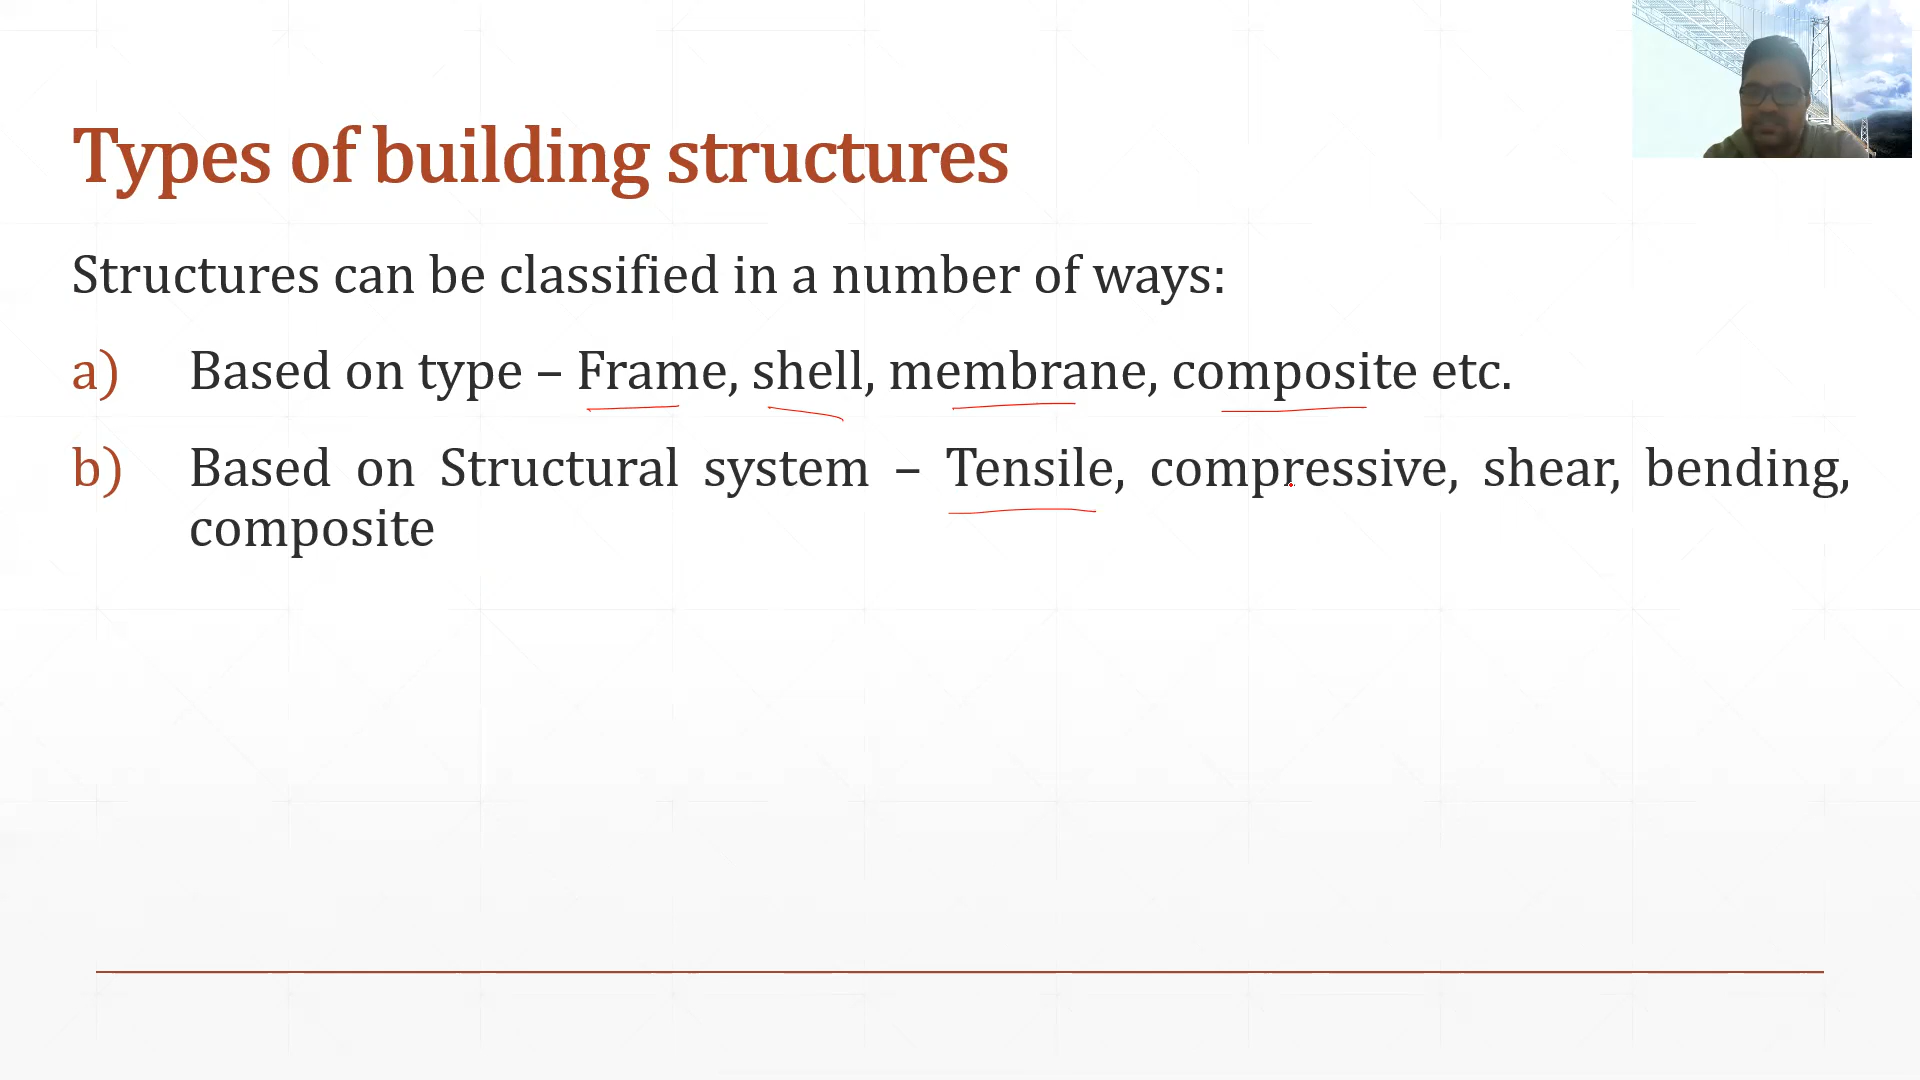 Types of building structures
Structures can be classified in a number of ways:
a) Based on type – Frame, shell, membrane, composite etc.
b) Based on Structural system – Tensile, compressive, shear, bending,
composite